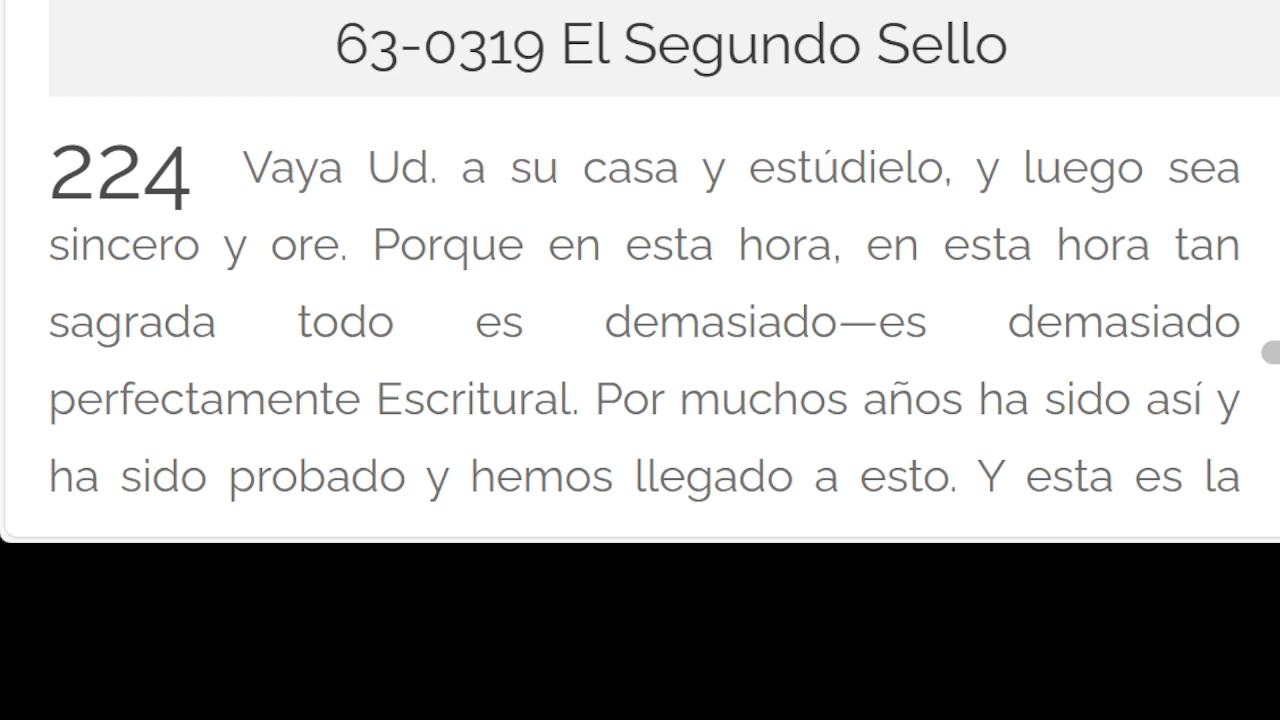 63-0319 El Segundo Sello
224 Vaya Ud. a su casa y estúdielo, y luego sea
sincero y ore. Porque en esta hora, en esta hora tan
sagrada todo es demasiado—es demasiado
perfectamente Escritural. Por muchos años ha sido así y
ha sido probado y hemos llegado a esto. Y esta es la